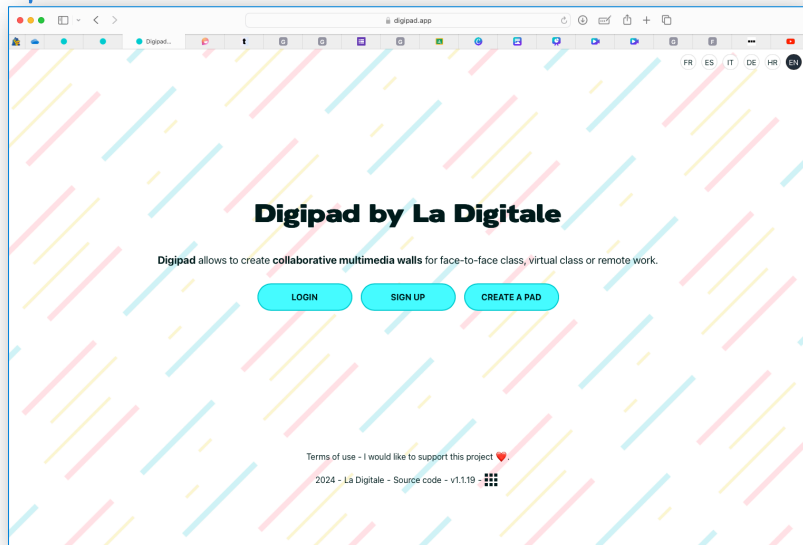 digipad.app
Digipad...
FR ES IT DE HR EN
Digipad by La Digitale
Digipad allows to create collaborative multimedia walls for face-to-face class, virtual class or remote work.
LOGIN SIGN UP CREATE A PAD
Terms of use - I would like to support this project ❤️.
2024 - La Digitale - Source code - v1.1.19 -